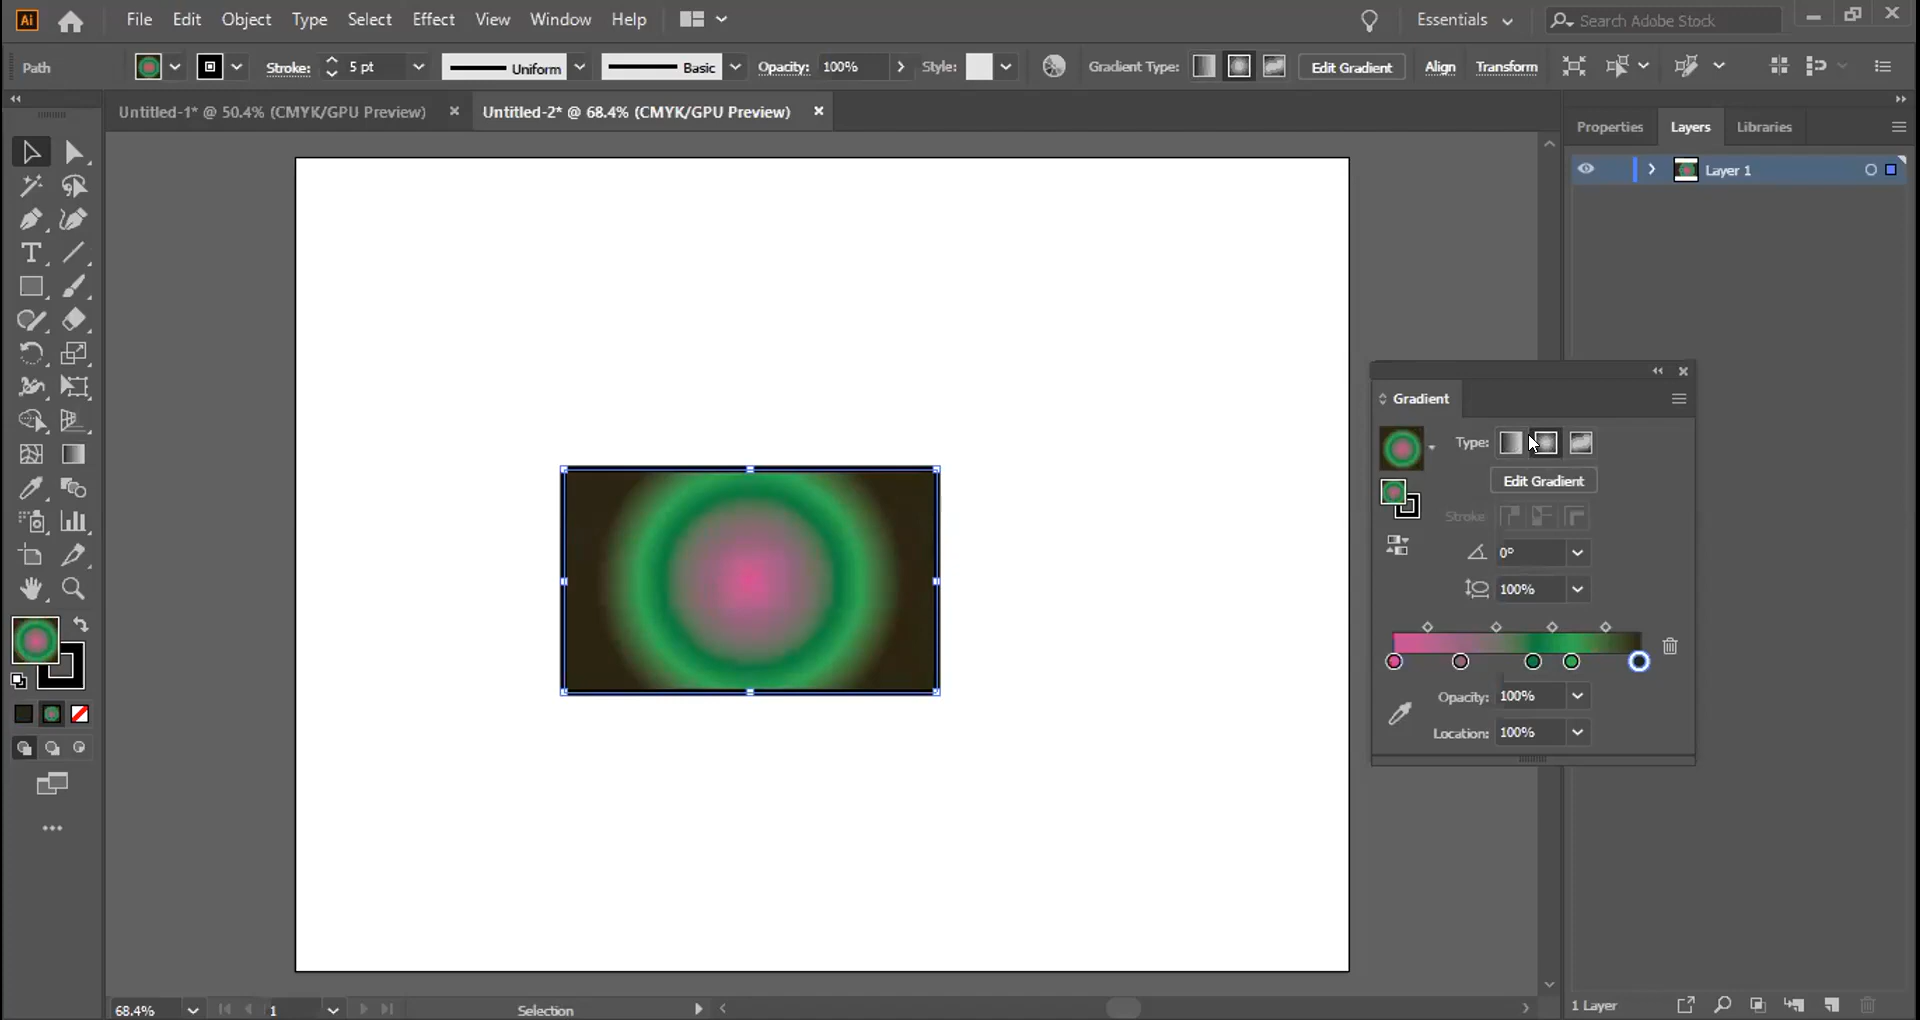 Ai File Edit Object Type Select Effect View Window Help Essentials Search Adobe Stock
Path Stroke: 5 pt Uniform Basic Opacity: 100% Style: Gradient Type: Edit Gradient Align Transform
Untitled-1* @ 50.4% (CMYK/GPU Preview) Untitled-2* @ 68.4% (CMYK/GPU Preview)
Properties Layers Libraries
Layer 1
Gradient
Type:
Edit Gradient
Stroke:
0°
100%
Opacity: 100%
Location: 100%
68.4% 1 Selection
1 Layer